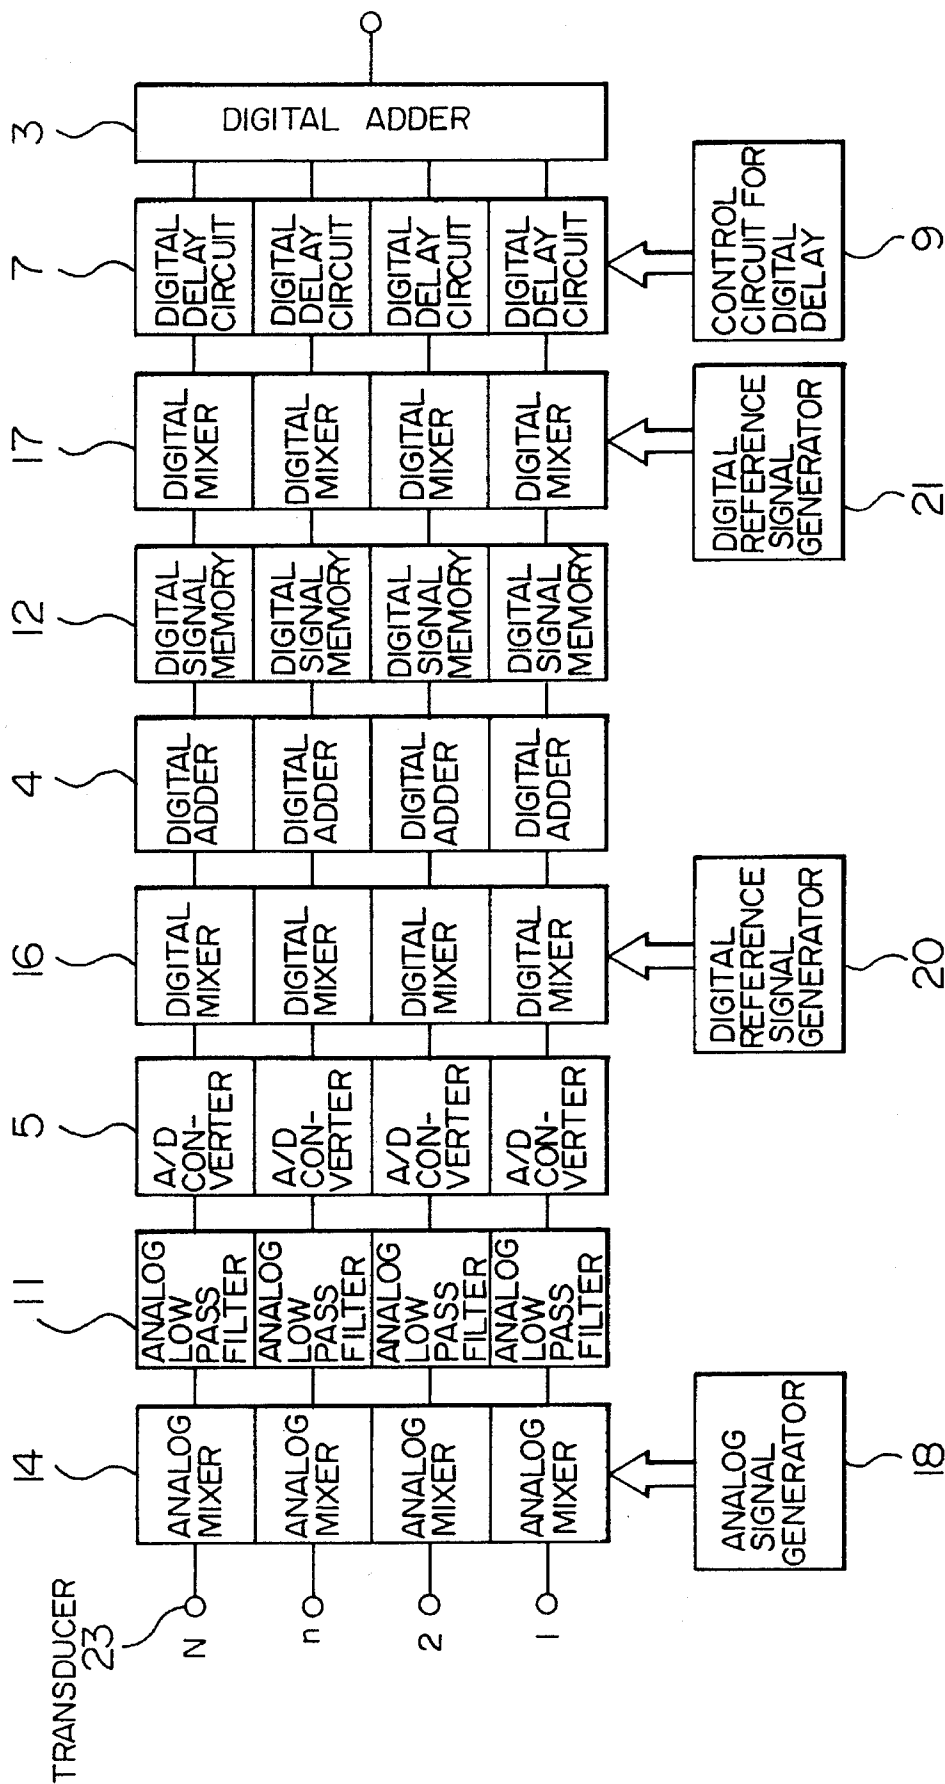 TRANSDUCER
23
N
n
2
1
14
ANALOG
MIXER
ANALOG
MIXER
ANALOG
MIXER
ANALOG
MIXER
ANALOG
SIGNAL
GENERATOR
18
11
ANALOG
LOW
PASS
FILTER
ANALOG
LOW
PASS
FILTER
ANALOG
LOW
PASS
FILTER
ANALOG
LOW
PASS
FILTER
5
A/D
CON-
VERTER
A/D
CON-
VERTER
A/D
CON-
VERTER
A/D
CON-
VERTER
16
DIGITAL
MIXER
DIGITAL
MIXER
DIGITAL
MIXER
DIGITAL
MIXER
DIGITAL
REFERENCE
SIGNAL
GENERATOR
20
4
DIGITAL
ADDER
DIGITAL
ADDER
DIGITAL
ADDER
DIGITAL
ADDER
12
DIGITAL
SIGNAL
MEMORY
DIGITAL
SIGNAL
MEMORY
DIGITAL
SIGNAL
MEMORY
DIGITAL
SIGNAL
MEMORY
17
DIGITAL
MIXER
DIGITAL
MIXER
DIGITAL
MIXER
DIGITAL
MIXER
DIGITAL
REFERENCE
SIGNAL
GENERATOR
21
7
DIGITAL
DELAY
CIRCUIT
DIGITAL
DELAY
CIRCUIT
DIGITAL
DELAY
CIRCUIT
DIGITAL
DELAY
CIRCUIT
CONTROL
CIRCUIT FOR
DIGITAL
DELAY
9
3
DIGITAL ADDER